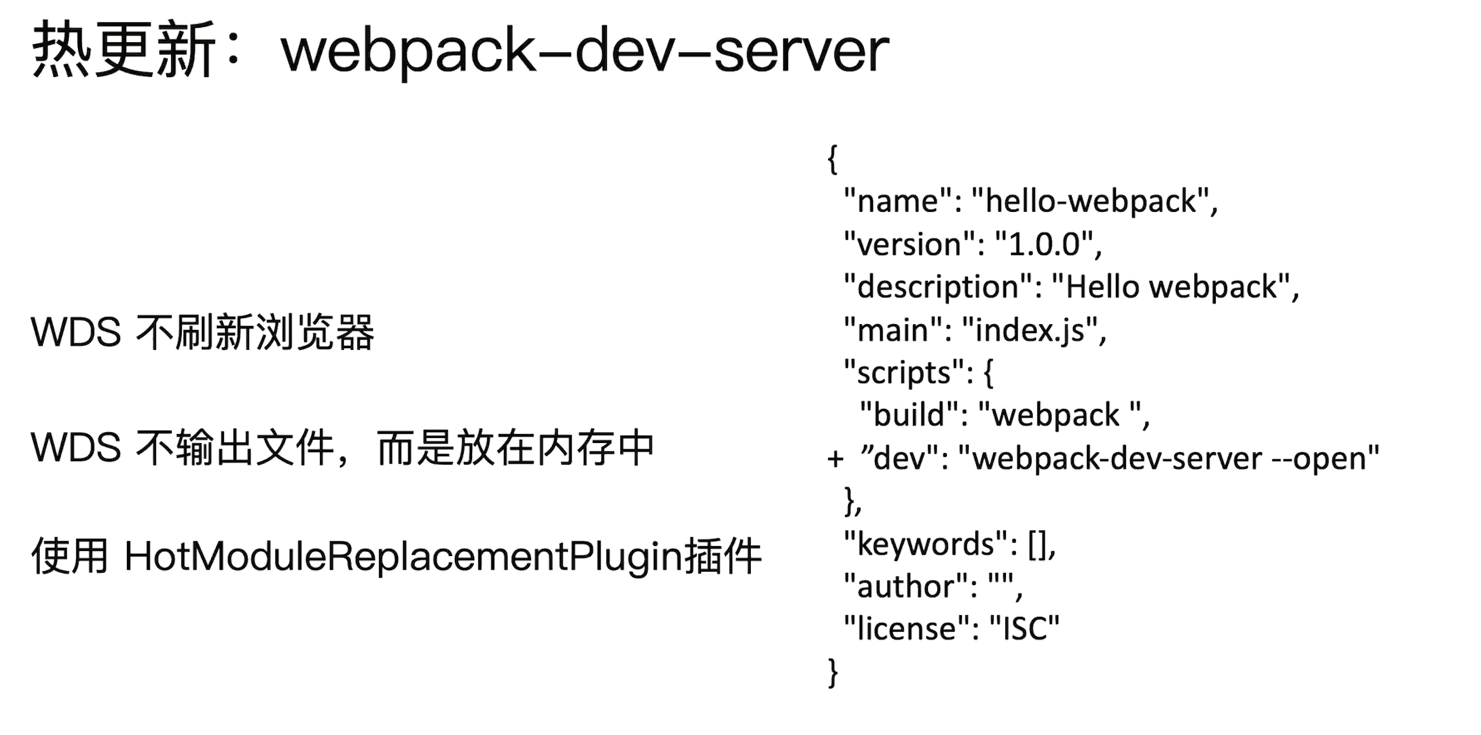 热更新：webpack-dev-server
WDS 不刷新浏览器
WDS 不输出文件，而是放在内存中
使用 HotModuleReplacementPlugin插件
{
"name": "hello-webpack",
"version": "1.0.0",
"description": "Hello webpack",
"main": "index.js",
"scripts": {
"build": "webpack ",
+ ”dev": "webpack-dev-server --open"
},
"keywords": [],
"author": "",
"license": "ISC"
}